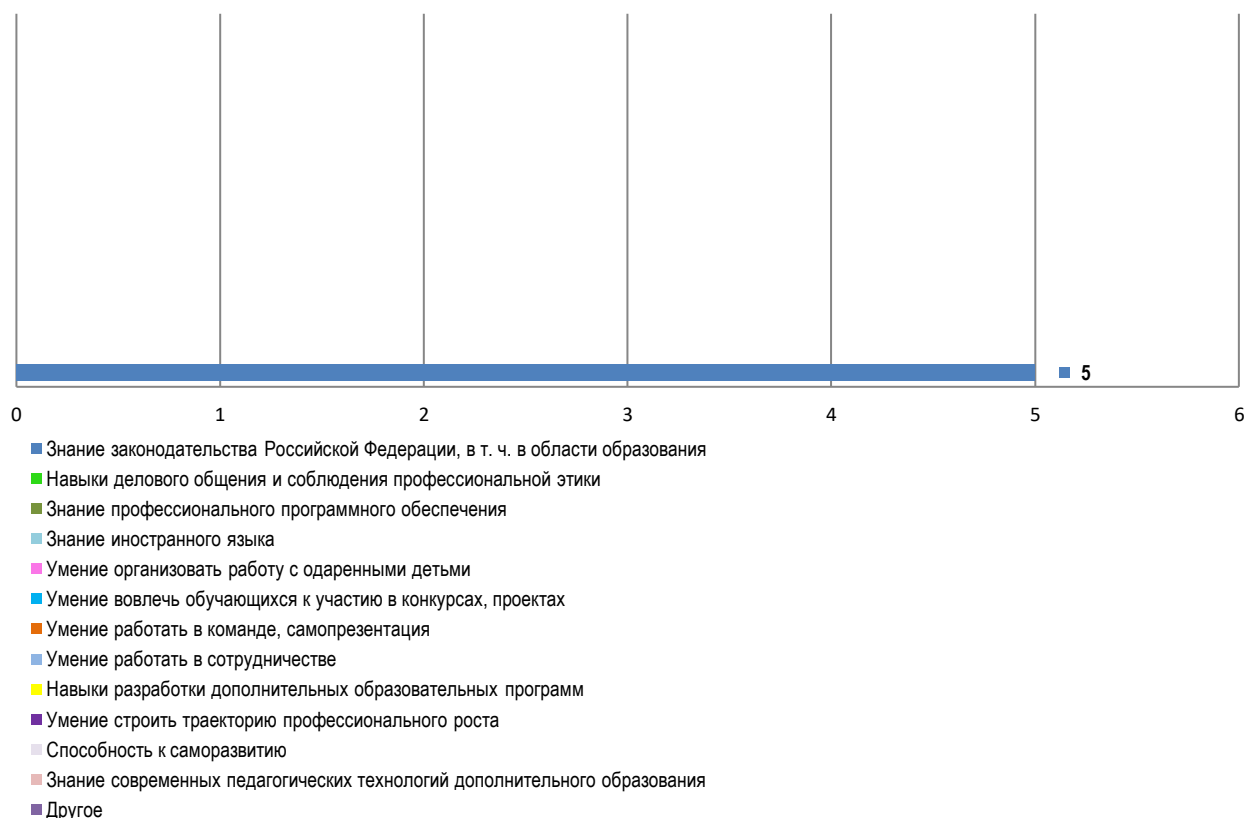 5
0 1 2 3 4 5 6
Знание законодательства Российской Федерации, в т. ч. в области образования
Навыки делового общения и соблюдения профессиональной этики
Знание профессионального программного обеспечения
Знание иностранного языка
Умение организовать работу с одаренными детьми
Умение вовлечь обучающихся к участию в конкурсах, проектах
Умение работать в команде, самопрезентация
Умение работать в сотрудничестве
Навыки разработки дополнительных образовательных программ
Умение строить траекторию профессионального роста
Способность к саморазвитию
Знание современных педагогических технологий дополнительного образования
Другое